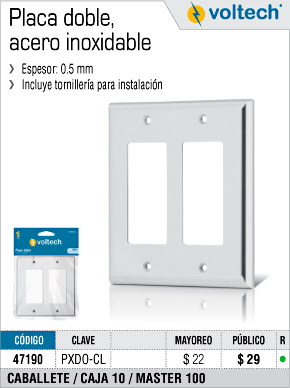 Placa doble,
acero inoxidable
voltech
Espesor: 0.5 mm
Incluye tornillería para instalación
voltech
CÓDIGO CLAVE MAYOREO PÚBLICO R
47190 PXDO-CL $ 22 $ 29
CABALLETE / CAJA 10 / MASTER 100